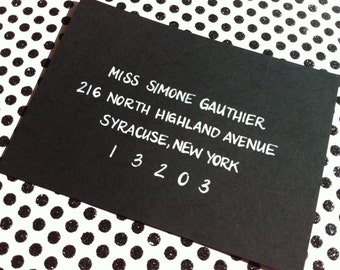 MISS SIMONE GAUTHIER
216 NORTH HIGHLAND AVENUE
SYRACUSE, NEW YORK
1 3 2 0 3